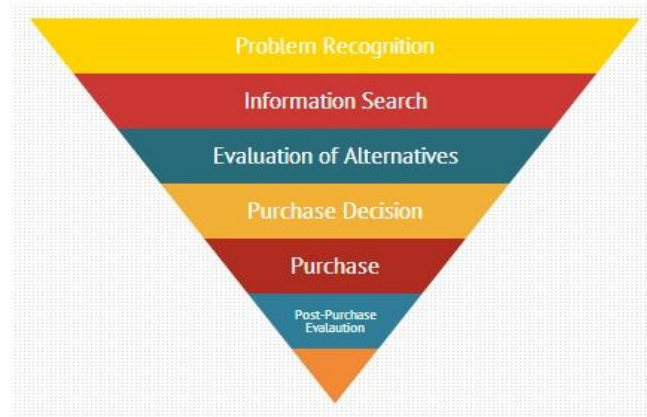 Problem Recognition
Information Search
Evaluation of Alternatives
Purchase Decision
Purchase
Post-Purchase
Evalaution